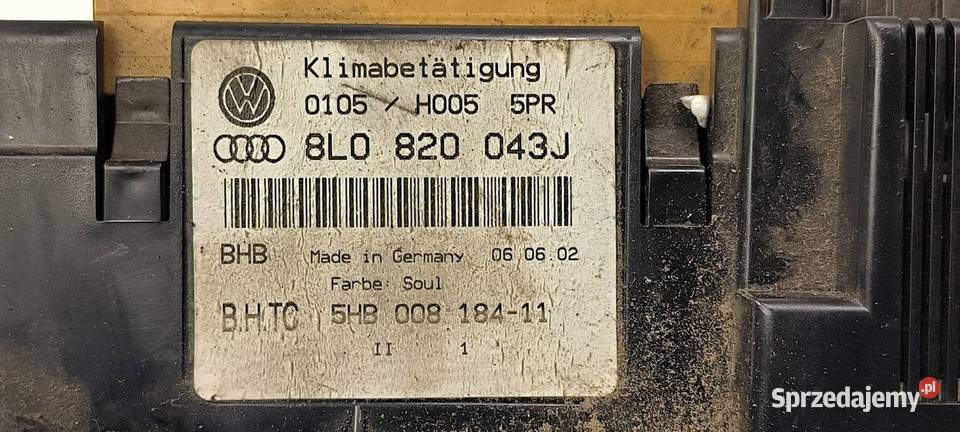 Klimabetätigung
0105 / H005 5PR
8L0 820 043J
BHB Made in Germany 06.06.02
Farbe: Soul
B.H.TC 5HB 008 184-11
II 1
Sprzedajemy.pl